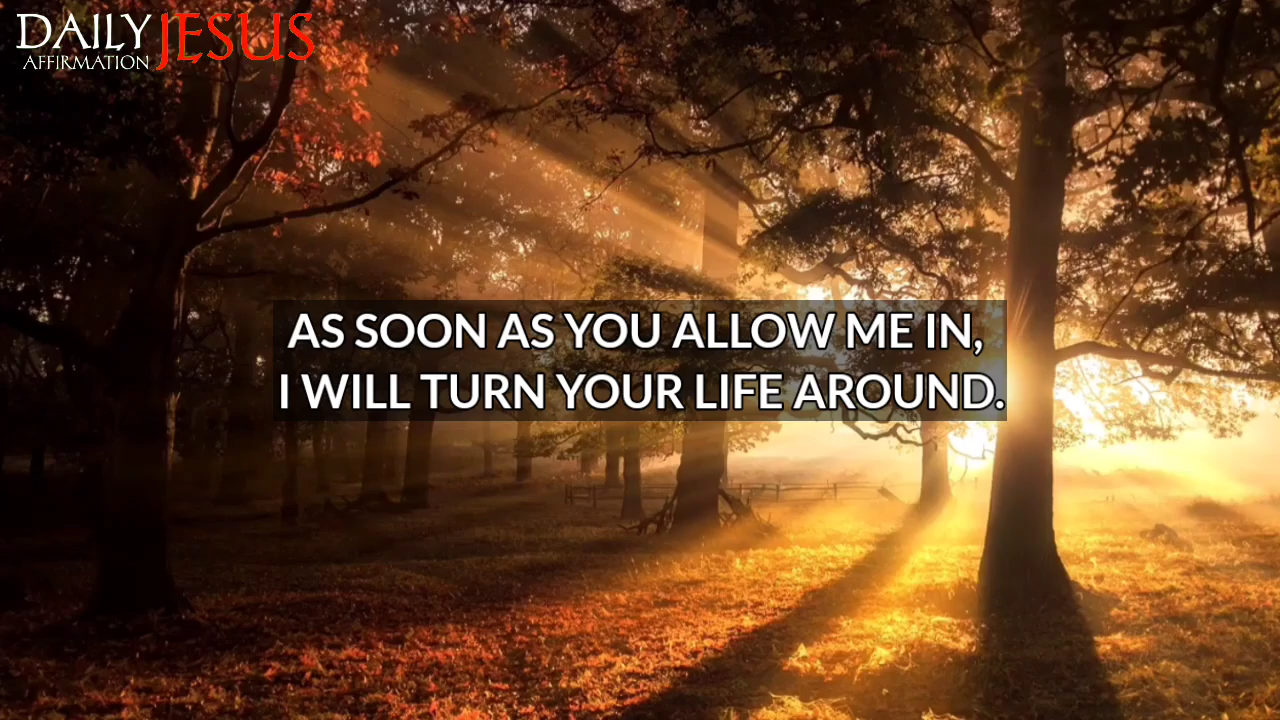 DAILY JESUS
AFFIRMATION
AS SOON AS YOU ALLOW ME IN,
I WILL TURN YOUR LIFE AROUND.